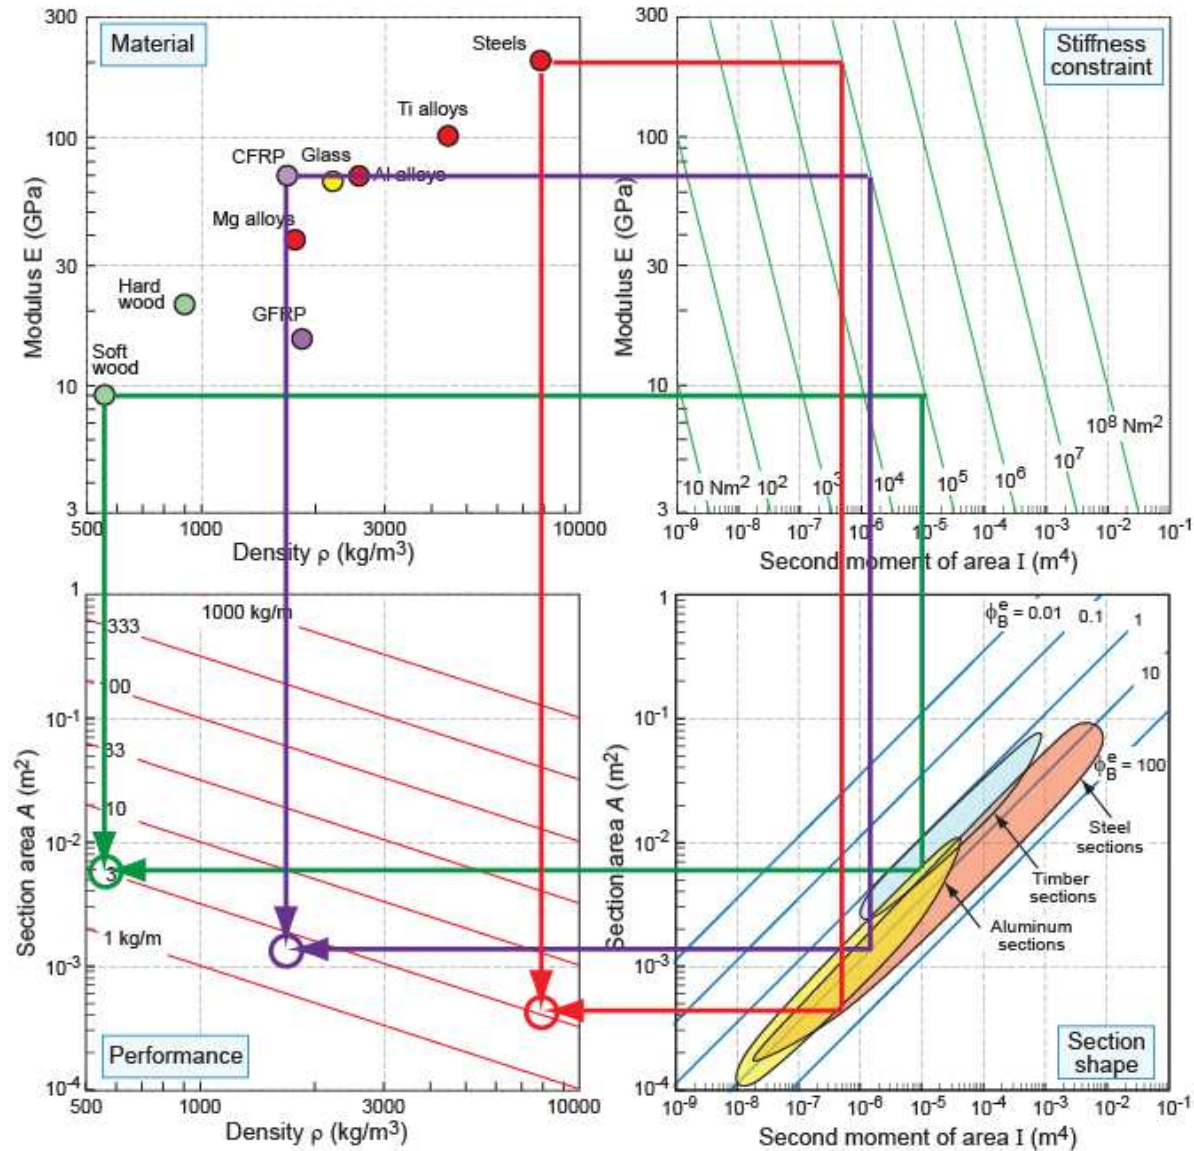 Material
Modulus E (GPa)
300
100
30
10
3
Steels
Ti alloys
CFRP
Glass
Al alloys
Mg alloys
Hard
wood
GFRP
Soft
wood
500
1000
3000
10000
Density ρ (kg/m³)
Stiffness
constraint
Modulus E (GPa)
300
100
30
10
3
10⁸ Nm²
10⁷
10⁶
10⁵
10⁴
10³
10²
10 Nm²
10⁻⁹
10⁻⁸
10⁻⁷
10⁻⁶
10⁻⁵
10⁻⁴
10⁻³
10⁻²
10⁻¹
Second moment of area I (m⁴)
Section area A (m²)
1
10⁻¹
10⁻²
10⁻³
10⁻⁴
1000 kg/m
333
100
33
10
3
1 kg/m
Performance
500
1000
3000
10000
Density ρ (kg/m³)
Section area A (m²)
1
10⁻¹
10⁻²
10⁻³
10⁻⁴
ϕᵉB = 0.01
0.1
1
10
ϕᵉB = 100
Steel
sections
Timber
sections
Aluminum
sections
Section
shape
10⁻⁹
10⁻⁸
10⁻⁷
10⁻⁶
10⁻⁵
10⁻⁴
10⁻³
10⁻²
10⁻¹
Second moment of area I (m⁴)